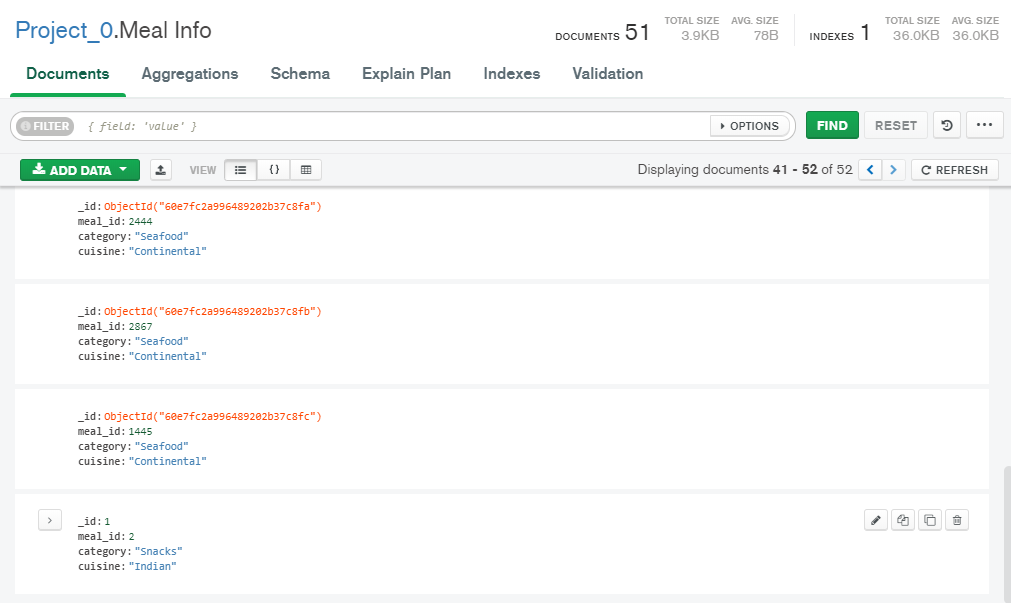 Project_0.Meal Info
DOCUMENTS 51 TOTAL SIZE 3.9KB AVG. SIZE 78B INDEXES 1 TOTAL SIZE 36.0KB AVG. SIZE 36.0KB
Documents Aggregations Schema Explain Plan Indexes Validation
FILTER { field: 'value' } OPTIONS FIND RESET ...
ADD DATA VIEW {} Displaying documents 41 - 52 of 52 < > REFRESH
_id: ObjectId("60e7fc2a996489202b37c8fa")
meal_id: 2444
category: "Seafood"
cuisine: "Continental"
_id: ObjectId("60e7fc2a996489202b37c8fb")
meal_id: 2867
category: "Seafood"
cuisine: "Continental"
_id: ObjectId("60e7fc2a996489202b37c8fc")
meal_id: 1445
category: "Seafood"
cuisine: "Continental"
_id: 1
meal_id: 2
category: "Snacks"
cuisine: "Indian"